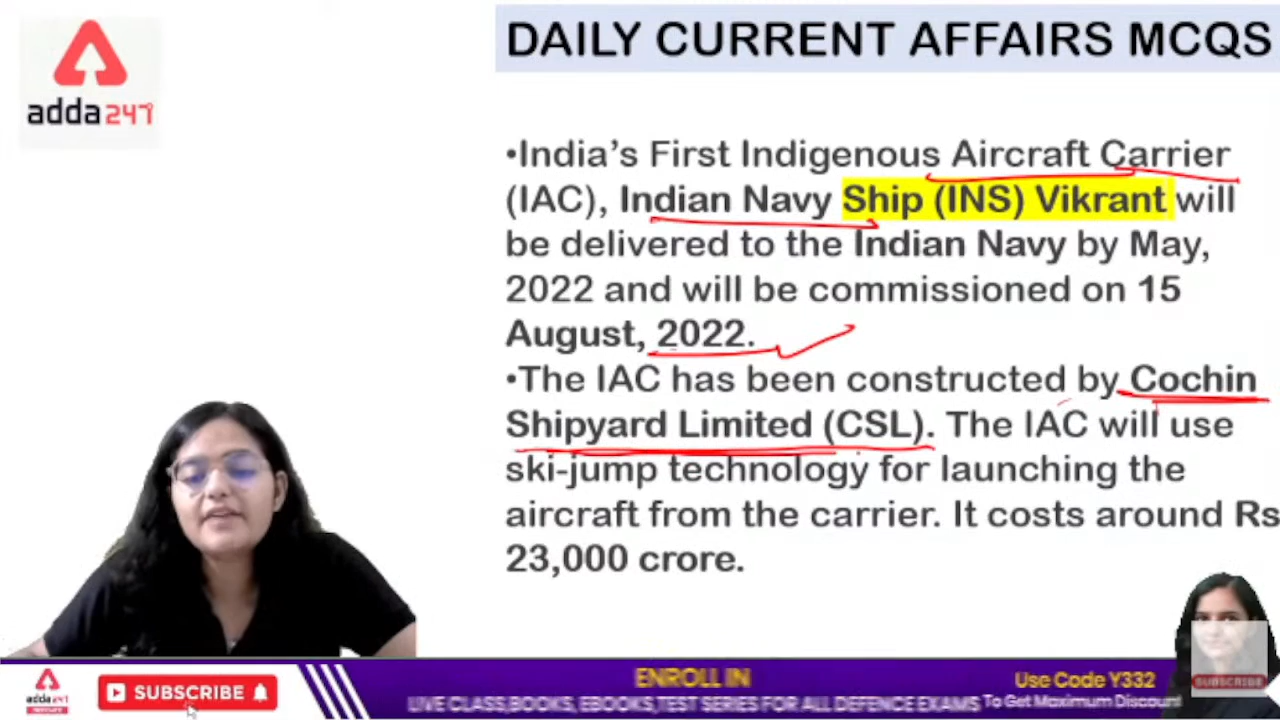 DAILY CURRENT AFFAIRS MCQS
adda247
•India’s First Indigenous Aircraft Carrier
(IAC), Indian Navy Ship (INS) Vikrant will
be delivered to the Indian Navy by May,
2022 and will be commissioned on 15
August, 2022.
•The IAC has been constructed by Cochin
Shipyard Limited (CSL). The IAC will use
ski-jump technology for launching the
aircraft from the carrier. It costs around Rs
23,000 crore.
SUBSCRIBE
adda247
SUBSCRIBE
ENROLL IN
LIVE CLASS,BOOKS, EBOOKS,TEST SERIES FOR ALL DEFENCE EXAMS
Use Code Y332
To Get Maximum Discount